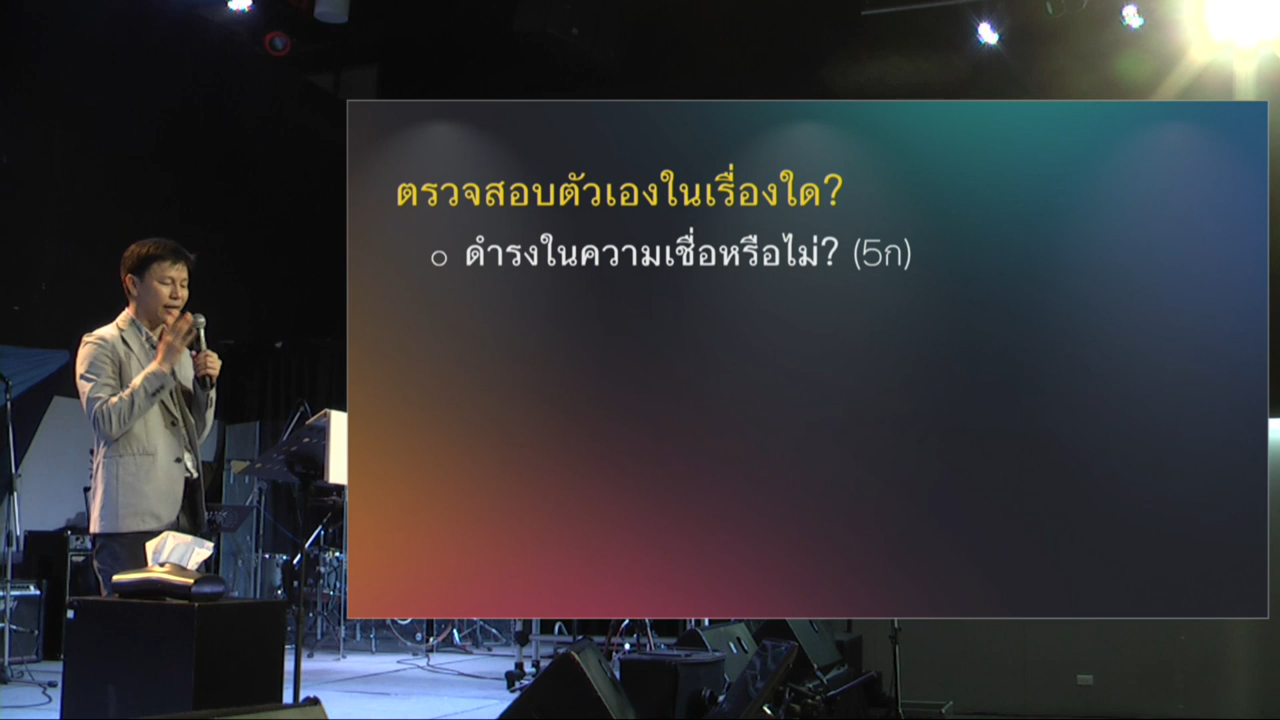 ตรวจสอบตัวเองในเรื่องใด?
ดำรงในความเชื่อหรือไม่? (5ก)